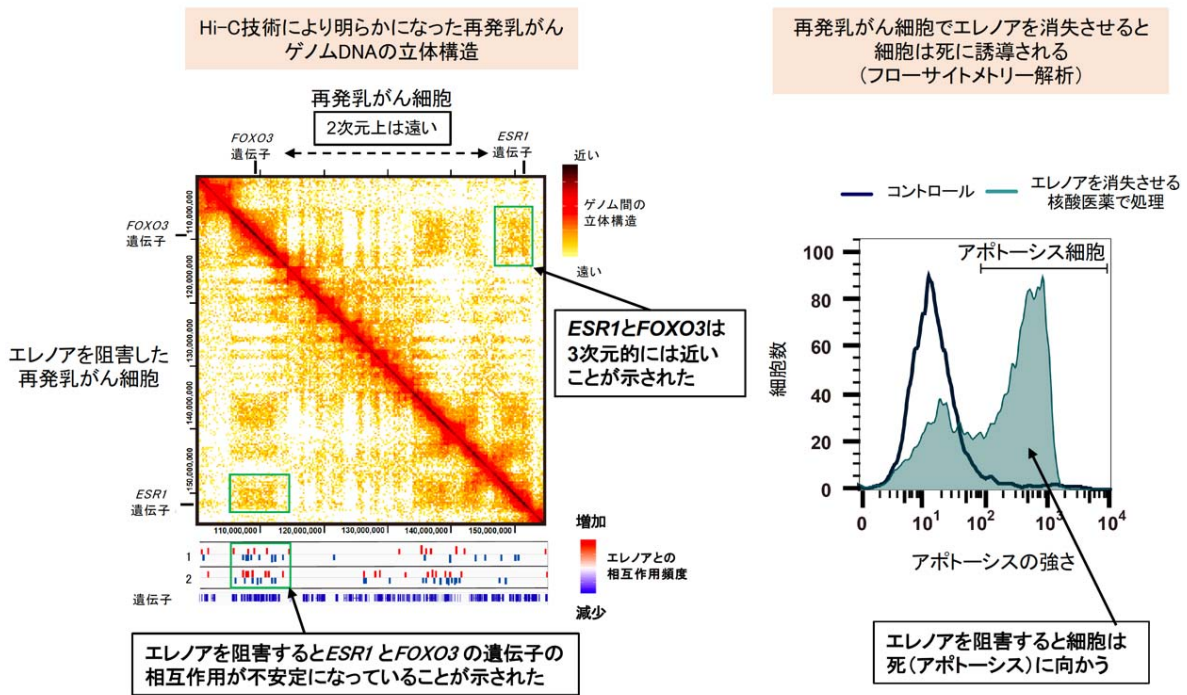 Hi-C技術により明らかになった再発乳がん
ゲノムDNAの立体構造
再発乳がん細胞
2次元上は遠い
FOXO3
遺伝子
ESR1
遺伝子
近い
ゲノム間の
立体構造
遠い
FOXO3
遺伝子
110,000,000
120,000,000
130,000,000
140,000,000
150,000,000
エレノアを阻害した
再発乳がん細胞
ESR1とFOXO3は
3次元的には近い
ことが示された
ESR1
遺伝子
110,000,000 120,000,000 130,000,000 140,000,000 150,000,000
1
2
遺伝子
増加
エレノアとの
相互作用頻度
減少
エレノアを阻害するとESR1とFOXO3の遺伝子の
相互作用が不安定になっていることが示された
再発乳がん細胞でエレノアを消失させると
細胞は死に誘導される
（フローサイトメトリー解析）
コントロール
エレノアを消失させる
核酸医薬で処理
アポトーシス細胞
細胞数
100
80
60
40
20
0
0 10¹ 10² 10³ 10⁴
アポトーシスの強さ
エレノアを阻害すると細胞は
死（アポトーシス）に向かう